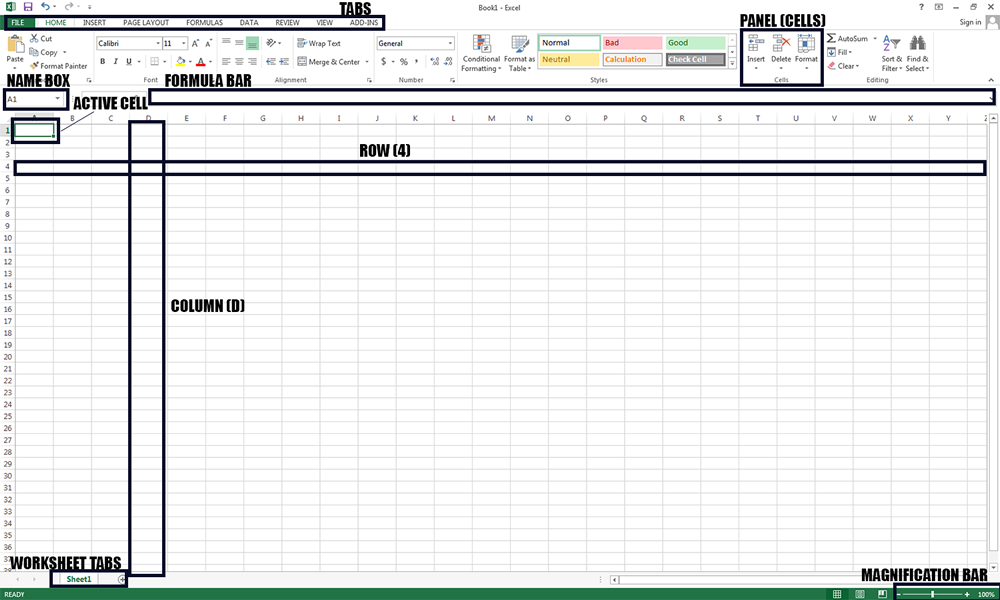 TABS
Book1 - Excel
?
FILE HOME INSERT PAGE LAYOUT FORMULAS DATA REVIEW VIEW ADD-INS
Sign in
PANEL (CELLS)
Paste
Cut
Copy
Format Painter
Calibri 11
B I U
Font
Wrap Text
Merge & Center
Alignment
General
$ % ,
Number
Conditional Formatting
Format as Table
Normal Bad Good
Neutral Calculation Check Cell
Styles
Insert Delete Format
Cells
AutoSum
Fill
Clear
Sort & Filter
Find & Select
Editing
NAME BOX
FORMULA BAR
A1
ACTIVE CELL
A B C D E F G H I J K L M N O P Q R S T U V W X Y Z
1
2
3
ROW (4)
4
5
6
7
8
9
10
11
12
13
14
15
COLUMN (D)
16
17
18
19
20
21
22
23
24
25
26
27
28
29
30
31
32
33
34
35
36
37
WORKSHEET TABS
Sheet1
MAGNIFICATION BAR
READY
100%